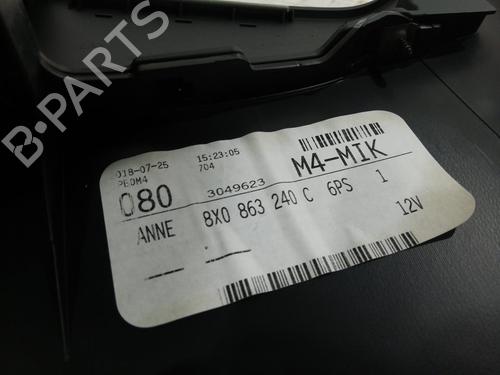 B-PARTS
018-07-25 15:23:05
PBOM4 704
080 3049623 M4-MIK
ANNE 8X0 863 240 C 6PS 1
12V